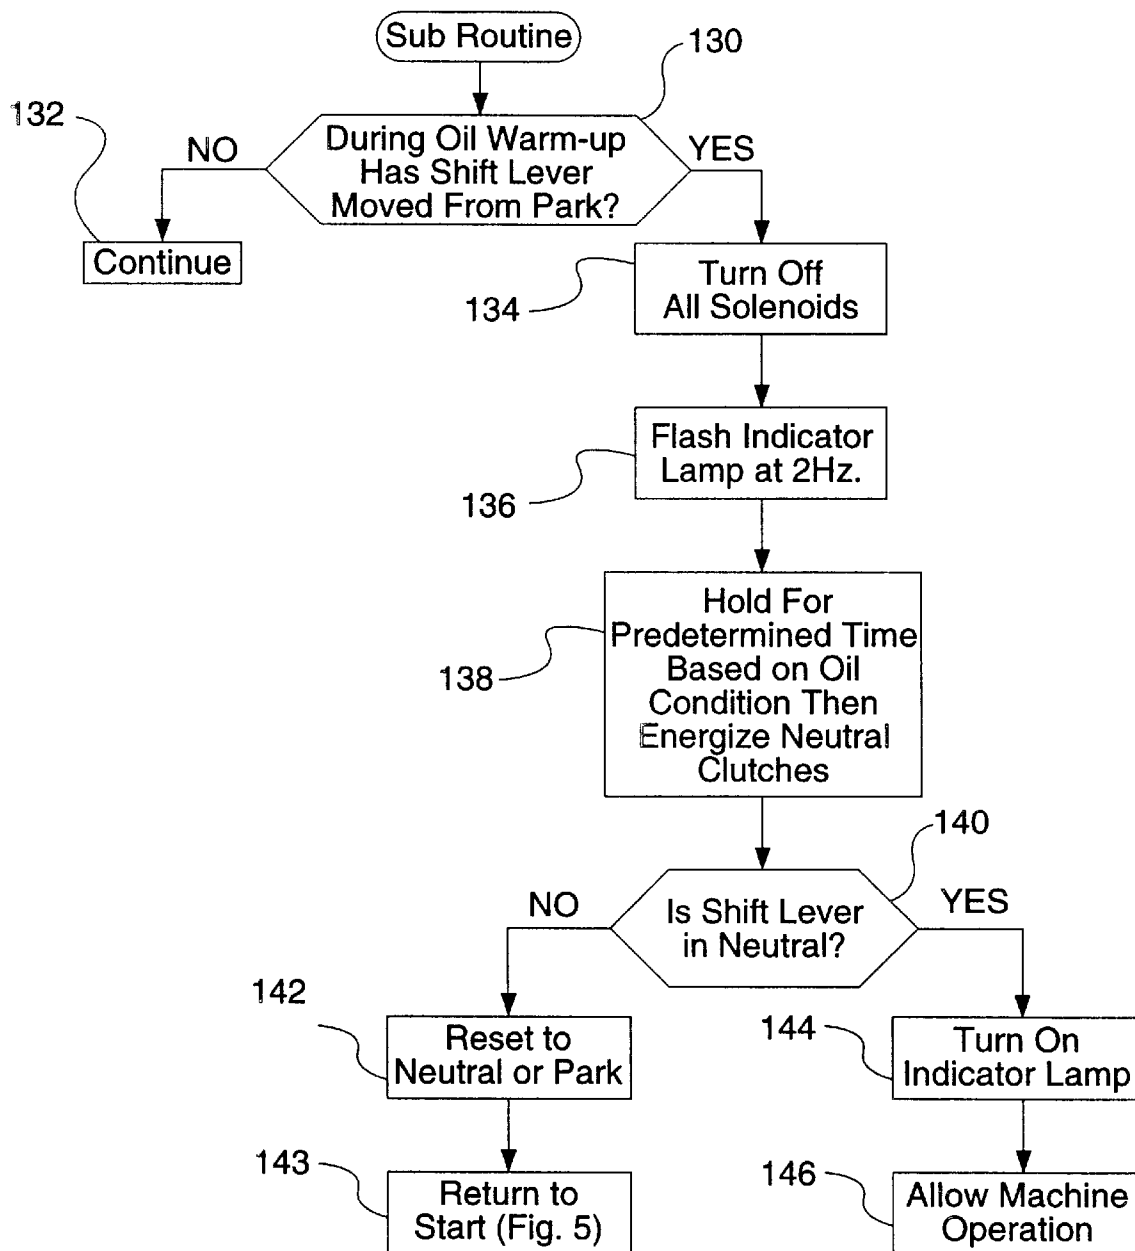 Sub Routine
130
132
NO
During Oil Warm-up
Has Shift Lever
Moved From Park?
YES
Continue
134
Turn Off
All Solenoids
136
Flash Indicator
Lamp at 2Hz.
138
Hold For
Predetermined Time
Based on Oil
Condition Then
Energize Neutral
Clutches
140
NO
Is Shift Lever
in Neutral?
YES
142
Reset to
Neutral or Park
144
Turn On
Indicator Lamp
143
Return to
Start (Fig. 5)
146
Allow Machine
Operation